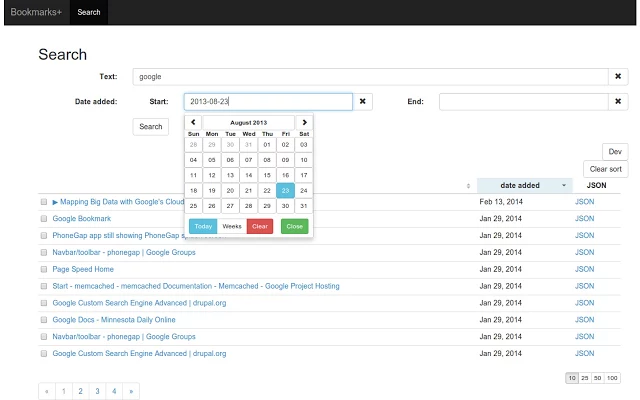 Bookmarks+ Search
Search
Text: google ✖
Date added: Start: 2013-08-23 ✖ End: ✖
Search
August 2013
Sun Mon Tue Wed Thu Fri Sat
28 29 30 31 01 02 03
04 05 06 07 08 09 10
11 12 13 14 15 16 17
18 19 20 21 22 23 24
25 26 27 28 29 30 31
Today Weeks Clear Close
Dev
Clear sort
date added JSON
▶ Mapping Big Data with Google's Cloud Feb 13, 2014 JSON
Google Bookmark Jan 29, 2014 JSON
PhoneGap app still showing PhoneGap Jan 29, 2014 JSON
Navbar/toolbar - phonegap | Google Groups Jan 29, 2014 JSON
Page Speed Home Jan 29, 2014 JSON
Start - memcached - memcached Documentation - Memcached - Google Project Hosting Jan 29, 2014 JSON
Google Custom Search Engine Advanced | drupal.org Jan 29, 2014 JSON
Google Docs - Minnesota Daily Online Jan 29, 2014 JSON
Navbar/toolbar - phonegap | Google Groups Jan 29, 2014 JSON
Google Custom Search Engine Advanced | drupal.org Jan 29, 2014 JSON
10 25 50 100
« 1 2 3 4 »